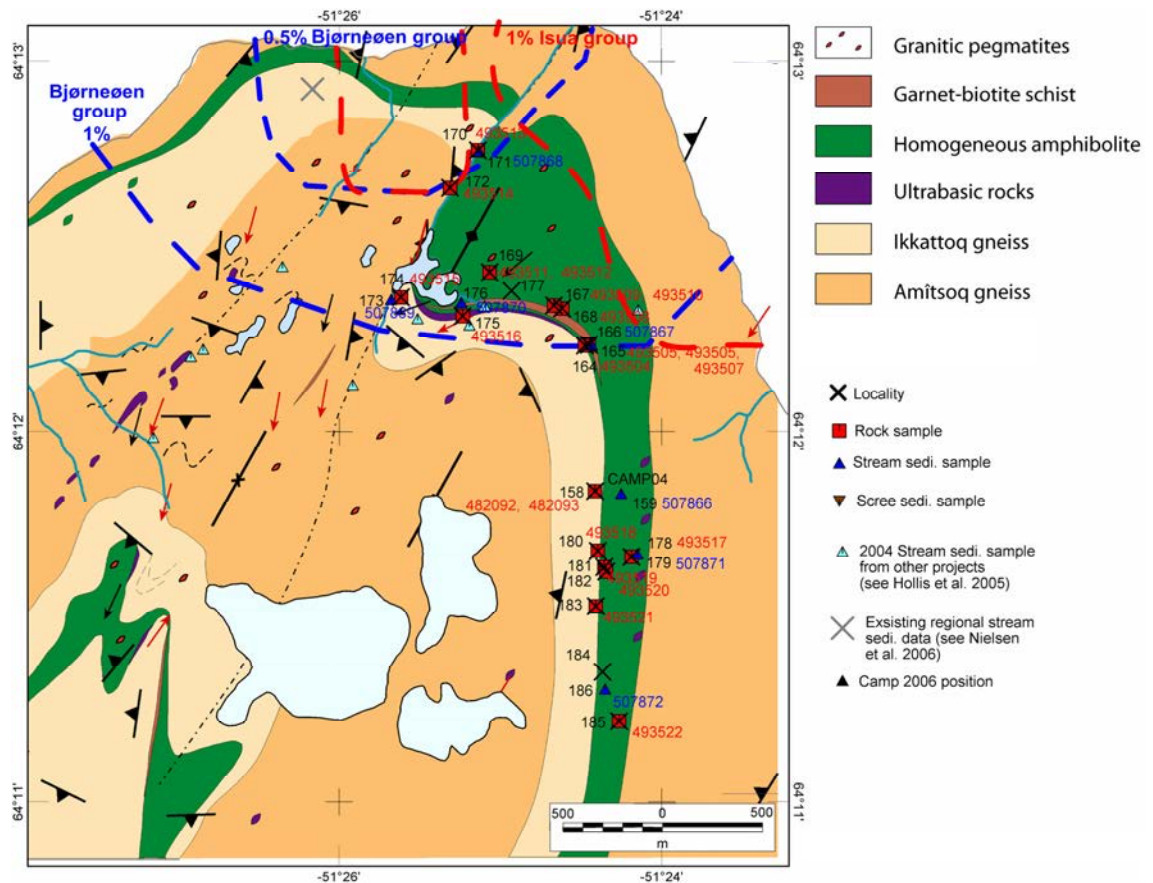 -51°26'
-51°24'
0.5% Bjørneøen group
1% Isua group
64°13'
64°13'
Bjørneøen
group
1%
170
171 507868
172
493514
169
493511, 493512
177
174
173
176
507870
175
493516
167
493510
168
166 507867
165
493505, 493505,
493507
164
493504
64°12'
64°12'
CAMP04
158
159 507866
482092, 482093
493518
180
178 493517
179 507871
181
182
493520
183
493521
184
186
507872
185
493522
64°11'
64°11'
500 0 500
m
-51°26'
-51°24'
Granitic pegmatites
Garnet-biotite schist
Homogeneous amphibolite
Ultrabasic rocks
Ikkattoq gneiss
Amîtsoq gneiss
Locality
Rock sample
Stream sedi. sample
Scree sedi. sample
2004 Stream sedi. sample
from other projects
(see Hollis et al. 2005)
Exsisting regional stream
sedi. data (see Nielsen
et al. 2006)
Camp 2006 position